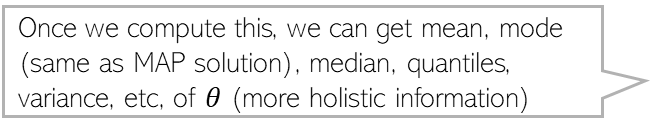 Once we compute this, we can get mean, mode
(same as MAP solution), median, quantiles,
variance, etc, of θ (more holistic information)